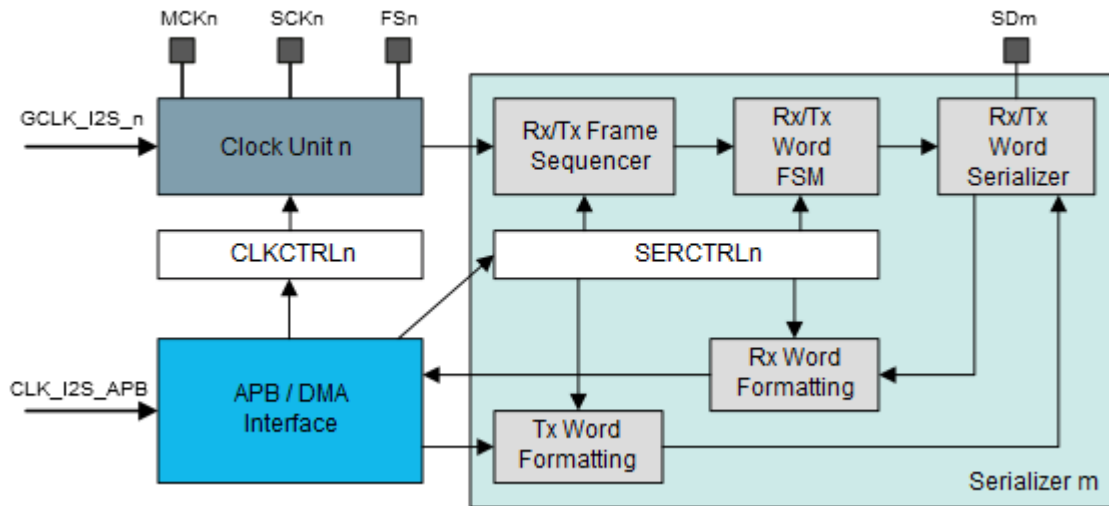 MCKn
SCKn
FSn
SDm
GCLK_I2S_n
Clock Unit n
Rx/Tx Frame
Sequencer
Rx/Tx
Word
FSM
Rx/Tx
Word
Serializer
CLKCTRLn
SERCTRLn
CLK_I2S_APB
APB / DMA
Interface
Rx Word
Formatting
Tx Word
Formatting
Serializer m